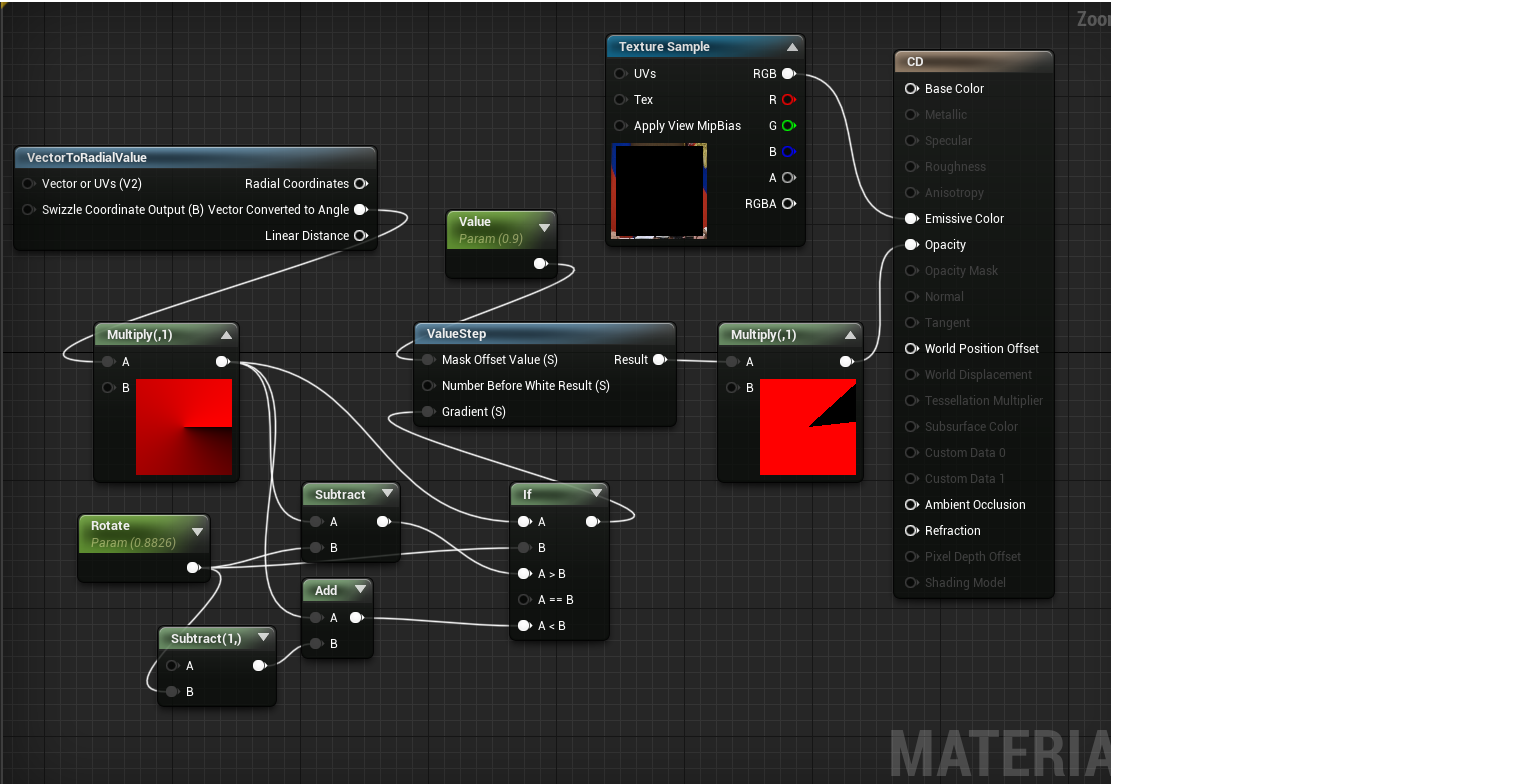 Zoo
Texture Sample
UVs RGB
Tex R
Apply View MipBias G
B
A
RGBA
CD
Base Color
Metallic
Specular
Roughness
Anisotropy
Emissive Color
Opacity
Opacity Mask
Normal
Tangent
World Position Offset
World Displacement
Tessellation Multiplier
Subsurface Color
Custom Data 0
Custom Data 1
Ambient Occlusion
Refraction
Pixel Depth Offset
Shading Model
VectorToRadialValue
Vector or UVs (V2) Radial Coordinates
Swizzle Coordinate Output (B) Vector Converted to Angle
Linear Distance
Value
Param (0.9)
Multiply(,1)
A
B
ValueStep
Mask Offset Value (S) Result
Number Before White Result (S)
Gradient (S)
Multiply(,1)
A
B
Subtract
A
B
If
A
B
A > B
A == B
A < B
Rotate
Param (0.8826)
Add
A
B
Subtract(1,)
A
B
MATERIA